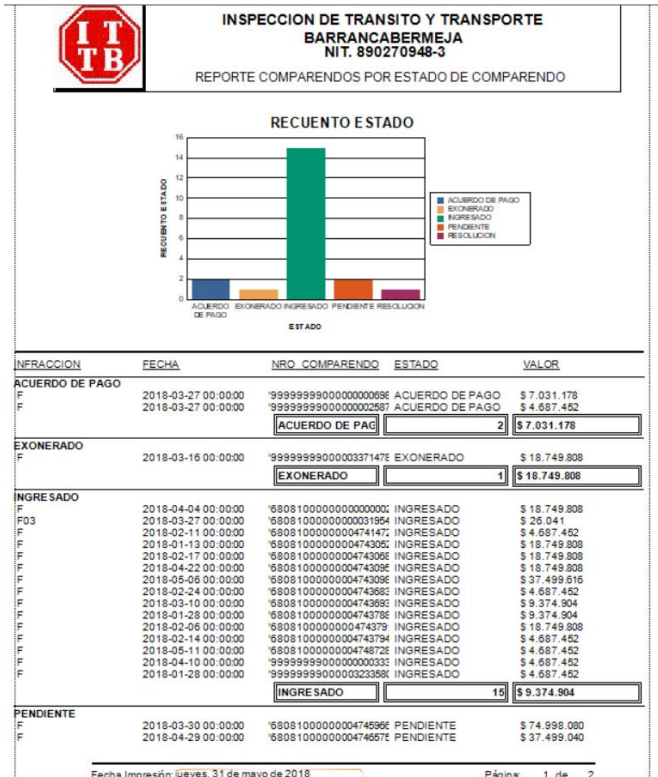 I T
T B
INSPECCION DE TRANSITO Y TRANSPORTE
BARRANCABERMEJA
NIT. 890270948-3
REPORTE COMPARENDOS POR ESTADO DE COMPARENDO
RECUENTO ESTADO
16
14
12
10
8
6
4
2
0
RECUENTO ESTADO
ACUERDO DE PAGO
EXONERADO
INGRESADO
PENDIENTE
RESOLUCION
ACUERDO DE PAGO EXONERADO INGRESADO PENDIENTE RESOLUCION
ESTADO
INFRACCION FECHA NRO COMPARENDO ESTADO VALOR
ACUERDO DE PAGO
F 2018-03-27 00:00:00 ACUERDO DE PAGO $ 7.031.178
F 2018-03-27 00:00:00 ACUERDO DE PAGO $ 4.687.452
ACUERDO DE PAG 2 $ 7.031.178
EXONERADO
F 2018-03-16 00:00:00 EXONERADO $ 18.749.808
EXONERADO 1 $ 18.749.808
INGRESADO
F 2018-04-04 00:00:00 INGRESADO $ 18.749.808
F03 2018-03-27 00:00:00 INGRESADO $ 26.041
F 2018-02-11 00:00:00 INGRESADO $ 4.687.452
F 2018-01-13 00:00:00 INGRESADO $ 18.749.808
F 2018-02-17 00:00:00 INGRESADO $ 18.749.808
F 2018-04-22 00:00:00 INGRESADO $ 18.749.808
F 2018-05-06 00:00:00 INGRESADO $ 37.499.616
F 2018-02-24 00:00:00 INGRESADO $ 4.687.452
F 2018-03-10 00:00:00 INGRESADO $ 9.374.904
F 2018-01-28 00:00:00 INGRESADO $ 9.374.904
F 2018-02-06 00:00:00 INGRESADO $ 18.749.808
F 2018-02-14 00:00:00 INGRESADO $ 4.687.452
F 2018-05-11 00:00:00 INGRESADO $ 4.687.452
F 2018-04-10 00:00:00 INGRESADO $ 4.687.452
F 2018-01-28 00:00:00 INGRESADO $ 4.687.452
INGRESADO 15 $ 9.374.904
PENDIENTE
F 2018-03-30 00:00:00 PENDIENTE $ 74.998.080
F 2018-04-29 00:00:00 PENDIENTE $ 37.499.040
Fecha Impresión: jueves, 31 de mayo de 2018 Página: 1 de 2